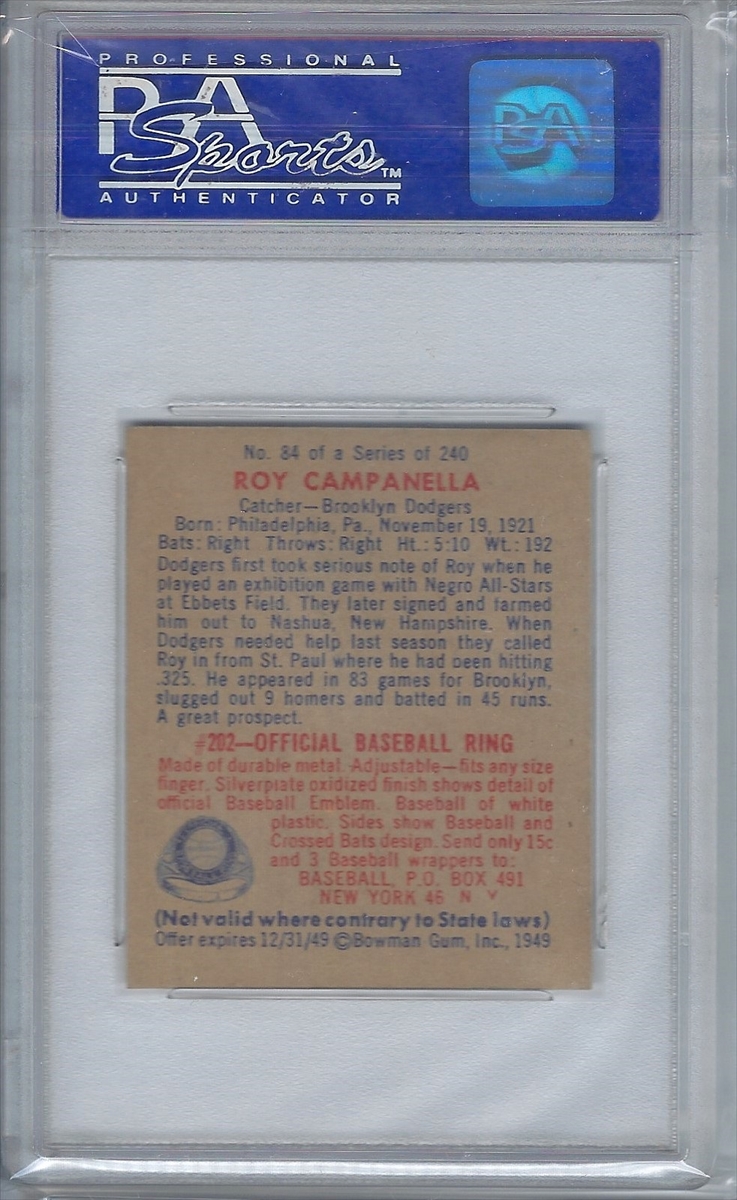 PROFESSIONAL
PSA
Sports™
AUTHENTICATOR
PSA
No. 84 of a Series of 240
ROY CAMPANELLA
Catcher—Brooklyn Dodgers
Born: Philadelphia, Pa., November 19, 1921
Bats: Right Throws: Right Ht.: 5:10 Wt.: 192
Dodgers first took serious note of Roy when he
played an exhibition game with Negro All-Stars
at Ebbets Field. They later signed and farmed
him out to Nashua, New Hampshire. When
Dodgers needed help last season they called
Roy in from St. Paul where he had been hitting
.325. He appeared in 83 games for Brooklyn,
slugged out 9 homers and batted in 45 runs.
A great prospect.
#202—OFFICIAL BASEBALL RING
Made of durable metal. Adjustable—fits any size
finger. Silverplate oxidized finish shows detail of
official Baseball Emblem. Baseball of white
plastic. Sides show Baseball and
Crossed Bats design. Send only 15c
and 3 Baseball wrappers to:
BASEBALL, P.O. BOX 491
NEW YORK 46 N Y
(Not valid where contrary to State laws)
Offer expires 12/31/49 ©Bowman Gum, Inc., 1949